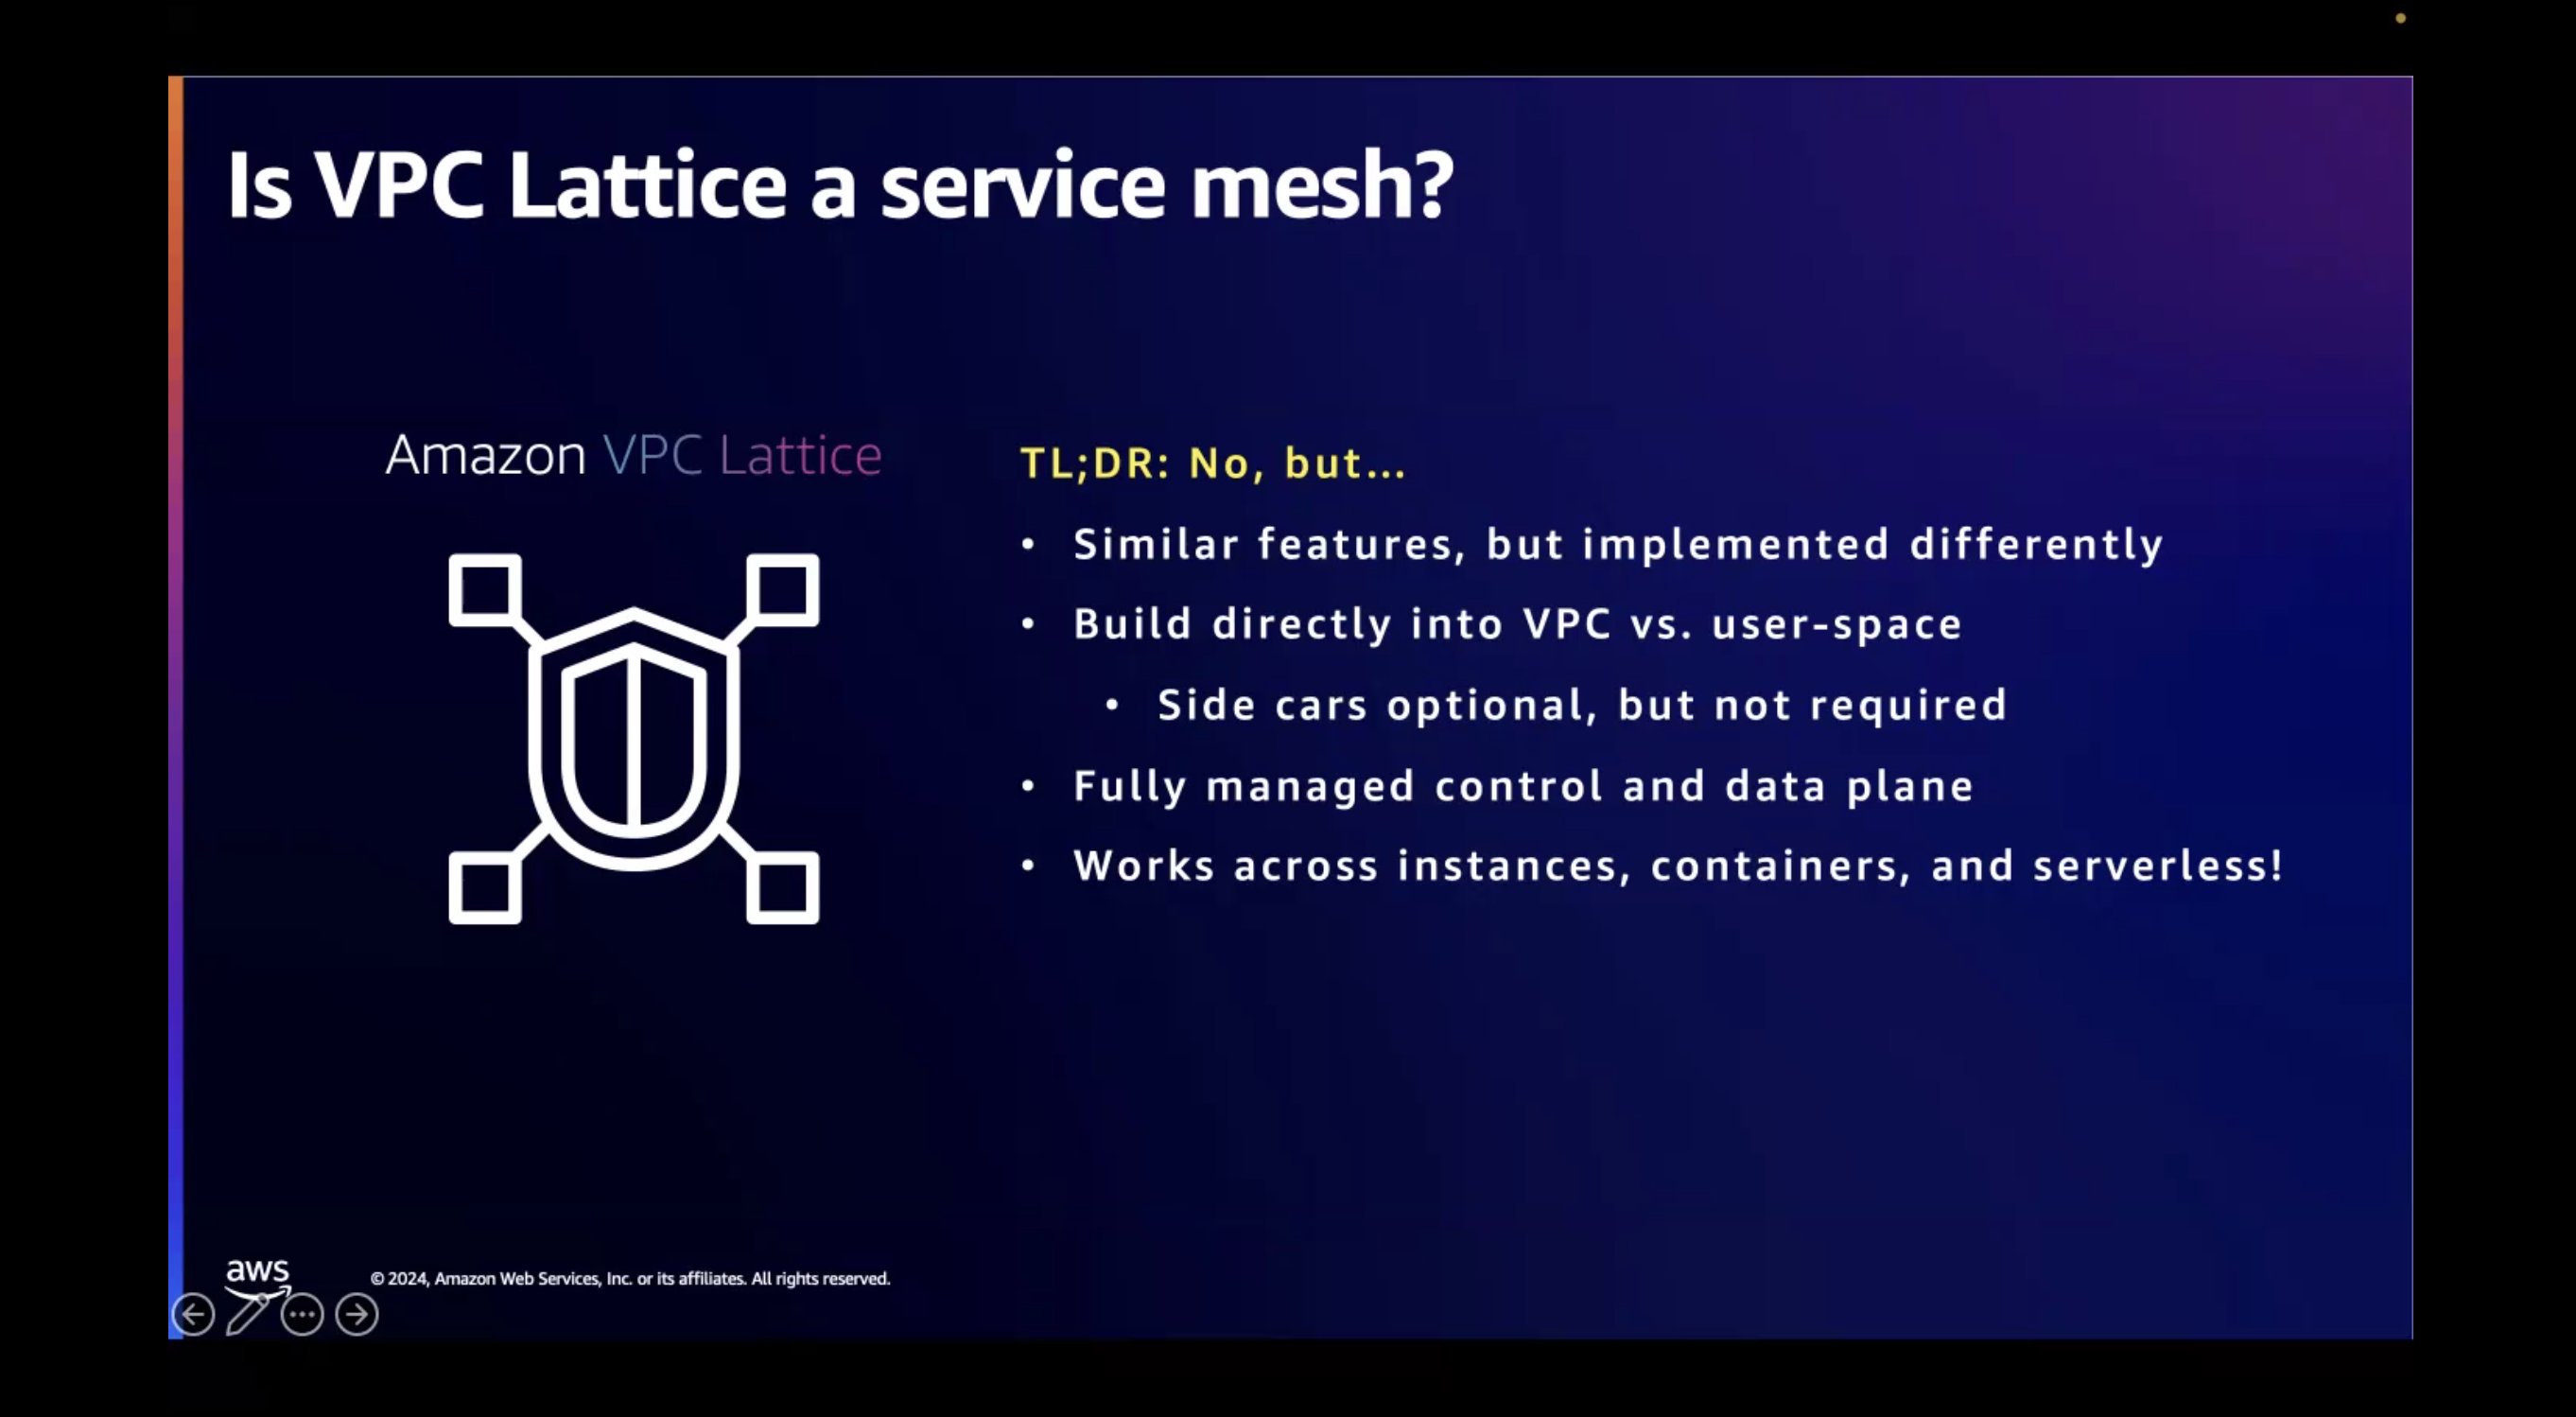 Is VPC Lattice a service mesh?
Amazon VPC Lattice
TL;DR: No, but...
• Similar features, but implemented differently
• Build directly into VPC vs. user-space
• Side cars optional, but not required
• Fully managed control and data plane
• Works across instances, containers, and serverless!
aws
© 2024, Amazon Web Services, Inc. or its affiliates. All rights reserved.